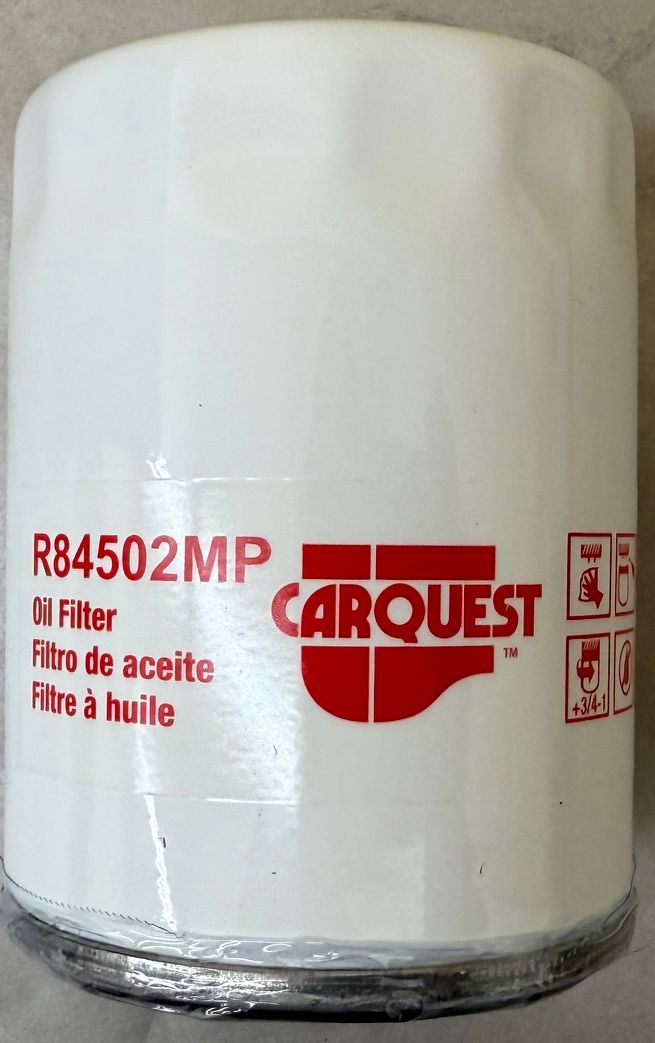 R84502MP
Oil Filter
Filtro de aceite
Filtre à huile
CARQUEST
TM
+3/4-1